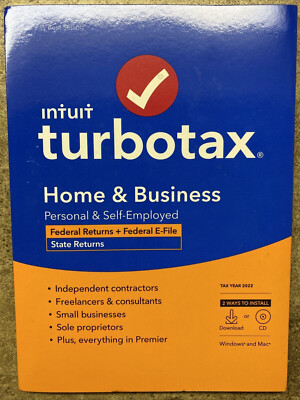 intuit
turbotax®
Home & Business
Personal & Self-Employed
Federal Returns + Federal E-File
State Returns
• Independent contractors
• Freelancers & consultants
• Small businesses
• Sole proprietors
• Plus, everything in Premier
TAX YEAR 2022
2 WAYS TO INSTALL
or
Download CD
Windows® and Mac®